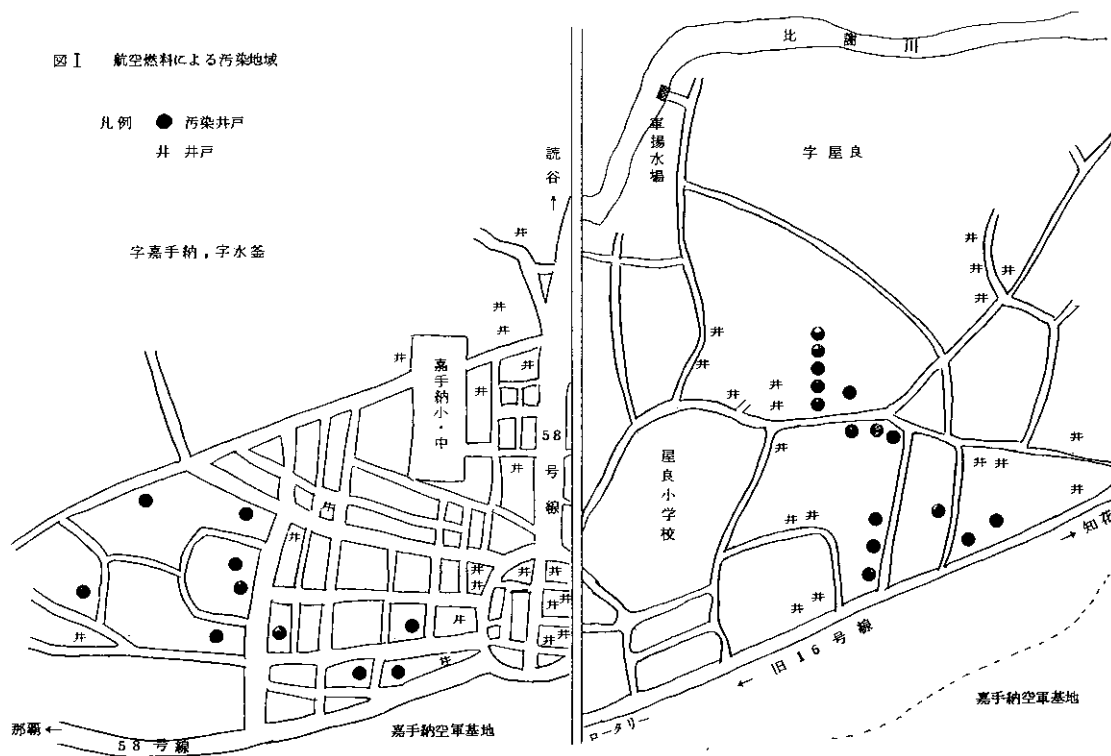 図I 航空燃料による汚染地域
凡例 ● 汚染井戸
井 井戸
字嘉手納,字水釜
読谷
↑
嘉手納小・中
58号線
那覇←
58号線
嘉手納空軍基地
比謝川
軍揚水場
字屋良
屋良小学校
→知花
←旧16号線
ロータリー
嘉手納空軍基地